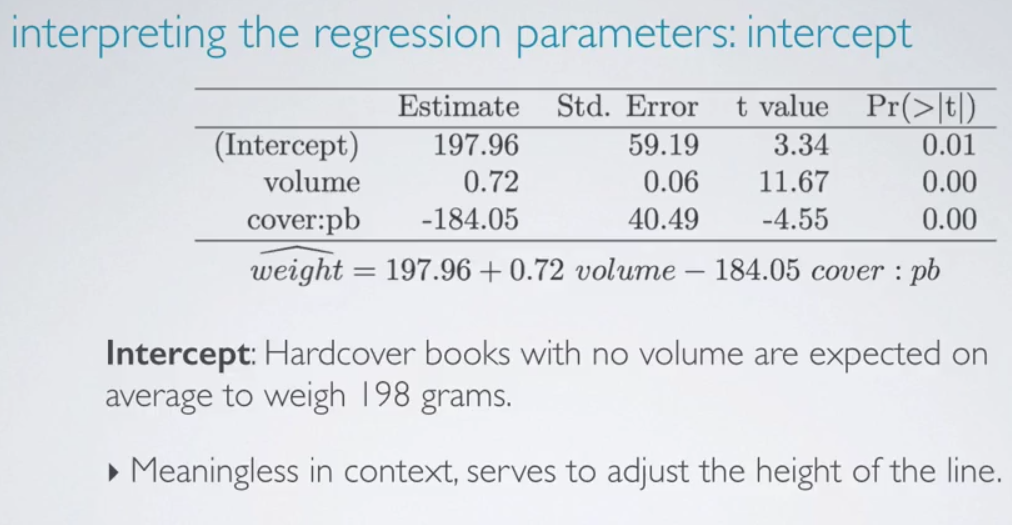 interpreting the regression parameters: intercept
Estimate Std. Error t value Pr(>|t|)
(Intercept) 197.96 59.19 3.34 0.01
volume 0.72 0.06 11.67 0.00
cover:pb -184.05 40.49 -4.55 0.00
\widehat{weight} = 197.96 + 0.72 volume − 184.05 cover : pb
Intercept: Hardcover books with no volume are expected on
average to weigh 198 grams.
‣ Meaningless in context, serves to adjust the height of the line.